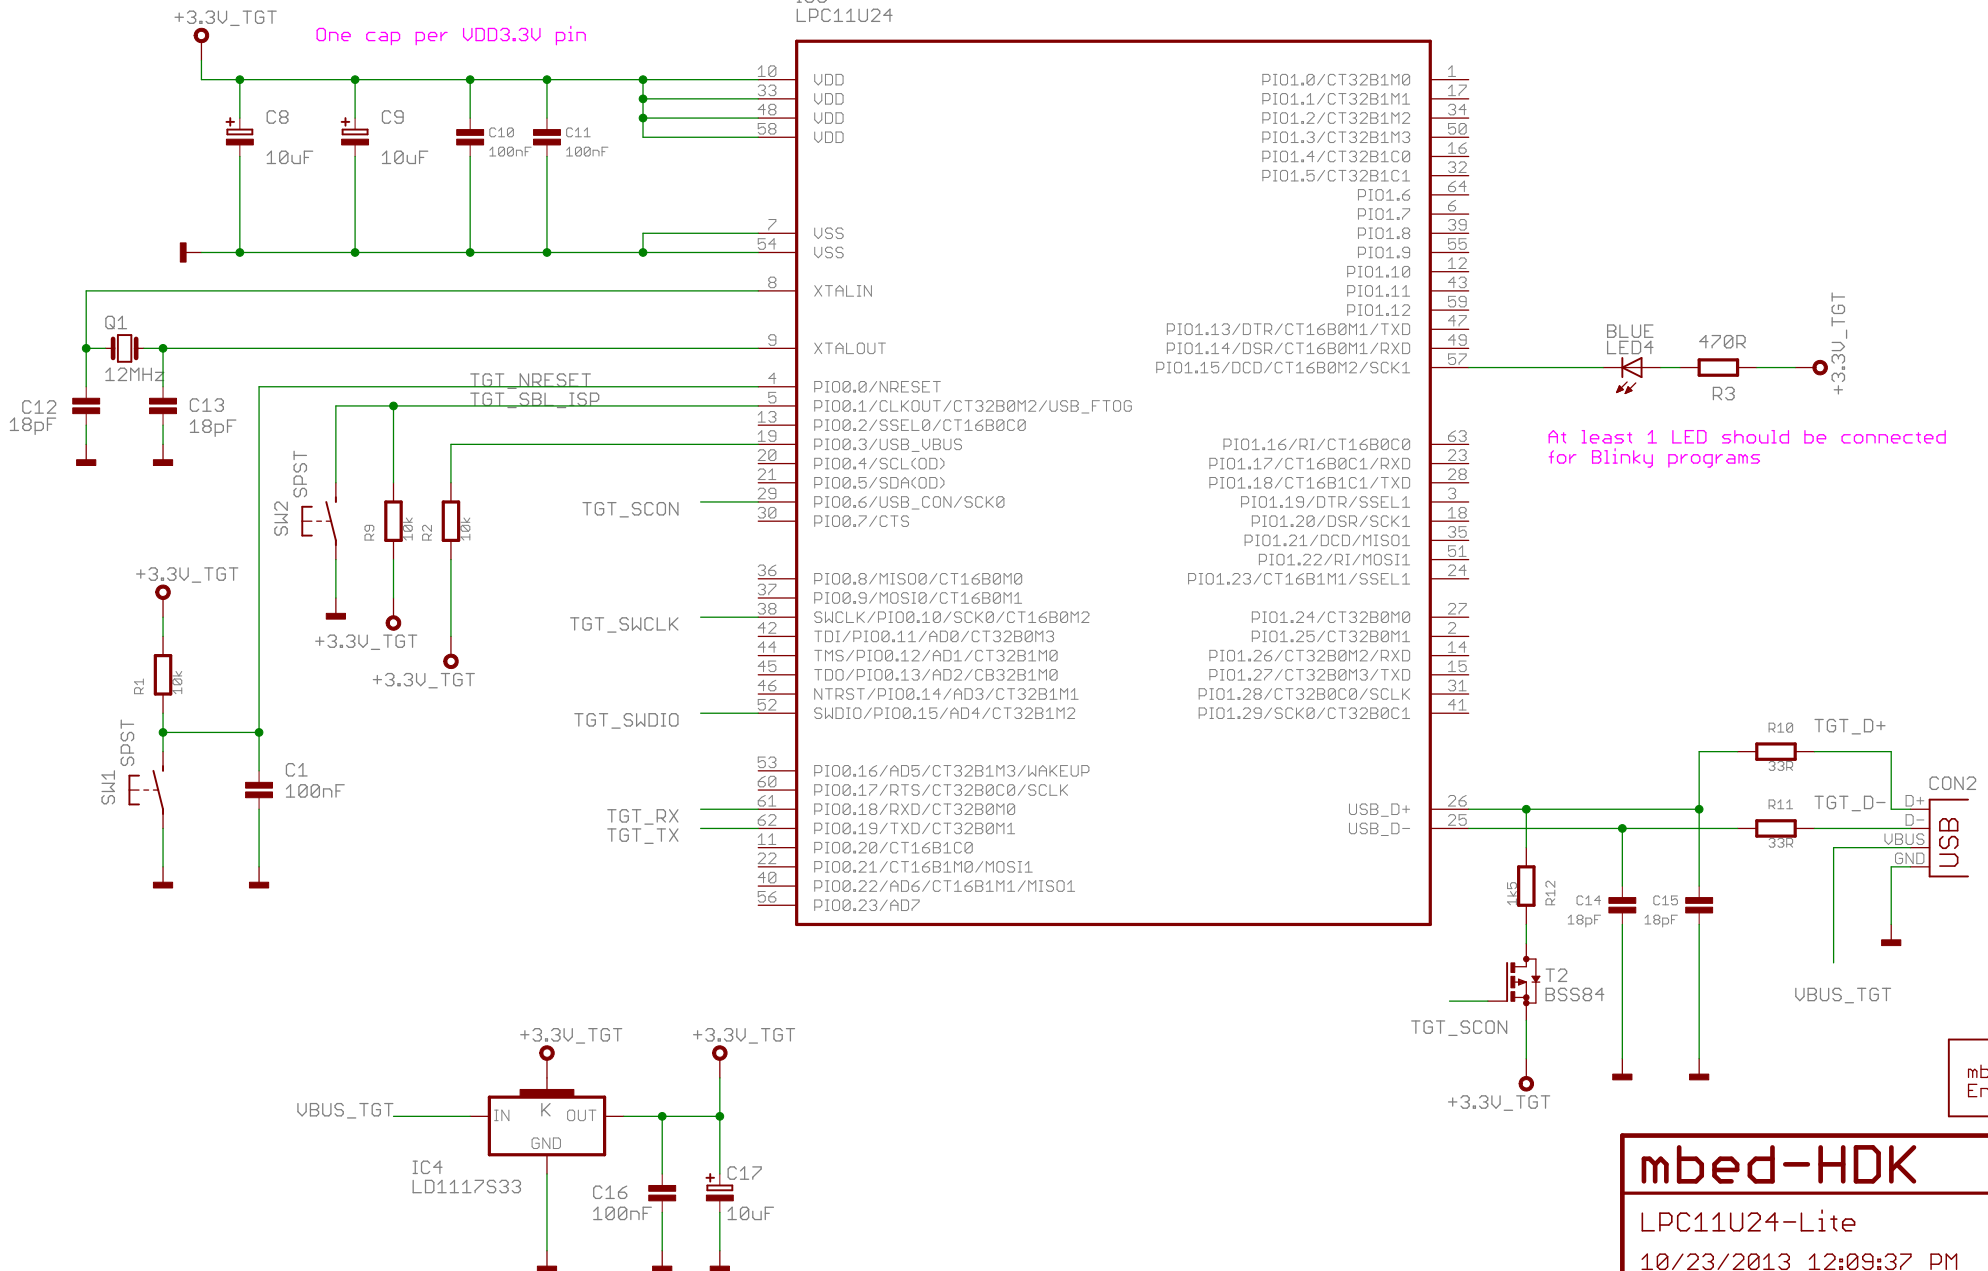 LPC11U24
+3.3V_TGT
One cap per VDD3.3V pin
C8
10uF
C9
10uF
C10
100nF
C11
100nF
10 VDD
33 VDD
48 VDD
58 VDD
7 VSS
54 VSS
8 XTALIN
9 XTALOUT
4 PIO0.0/NRESET
5 PIO0.1/CLKOUT/CT32B0M2/USB_FTOG
13 PIO0.2/SSEL0/CT16B0C0
19 PIO0.3/USB_VBUS
20 PIO0.4/SCL(OD)
21 PIO0.5/SDA(OD)
29 PIO0.6/USB_CON/SCK0
30 PIO0.7/CTS
36 PIO0.8/MISO0/CT16B0M0
37 PIO0.9/MOSI0/CT16B0M1
38 SWCLK/PIO0.10/SCK0/CT16B0M2
42 TDI/PIO0.11/AD0/CT32B0M3
44 TMS/PIO0.12/AD1/CT32B1M0
45 TDO/PIO0.13/AD2/CB32B1M0
46 NTRST/PIO0.14/AD3/CT32B1M1
52 SWDIO/PIO0.15/AD4/CT32B1M2
53 PIO0.16/AD5/CT32B1M3/WAKEUP
60 PIO0.17/RTS/CT32B0C0/SCLK
61 PIO0.18/RXD/CT32B0M0
62 PIO0.19/TXD/CT32B0M1
11 PIO0.20/CT16B1C0
22 PIO0.21/CT16B1M0/MOSI1
40 PIO0.22/AD6/CT16B1M1/MISO1
56 PIO0.23/AD7
PIO1.0/CT32B1M0 1
PIO1.1/CT32B1M1 17
PIO1.2/CT32B1M2 34
PIO1.3/CT32B1M3 50
PIO1.4/CT32B1C0 16
PIO1.5/CT32B1C1 32
PIO1.6 64
PIO1.7 6
PIO1.8 39
PIO1.9 55
PIO1.10 12
PIO1.11 43
PIO1.12 59
PIO1.13/DTR/CT16B0M1/TXD 47
PIO1.14/DSR/CT16B0M1/RXD 49
PIO1.15/DCD/CT16B0M2/SCK1 57
PIO1.16/RI/CT16B0C0 63
PIO1.17/CT16B0C1/RXD 23
PIO1.18/CT16B1C1/TXD 28
PIO1.19/DTR/SSEL1 3
PIO1.20/DSR/SCK1 18
PIO1.21/DCD/MISO1 35
PIO1.22/RI/MOSI1 51
PIO1.23/CT16B1M1/SSEL1 24
PIO1.24/CT32B0M0 27
PIO1.25/CT32B0M1 2
PIO1.26/CT32B0M2/RXD 14
PIO1.27/CT32B0M3/TXD 15
PIO1.28/CT32B0C0/SCLK 31
PIO1.29/SCK0/CT32B0C1 41
USB_D+ 26
USB_D- 25
Q1
12MHz
C12
18pF
C13
18pF
TGT_NRESET
TGT_SBL_ISP
SW2
SPST
R9
10k
R2
10k
TGT_SCON
+3.3V_TGT
+3.3V_TGT
TGT_SWCLK
TGT_SWDIO
TGT_RX
TGT_TX
+3.3V_TGT
R1
10k
SW1
SPST
C1
100nF
BLUE
LED4
470R
R3
+3.3V_TGT
At least 1 LED should be connected
for Blinky programs
R10
33R
TGT_D+
R11
33R
TGT_D-
CON2
D+
D-
VBUS
GND
USB
1k5
R12
C14
18pF
C15
18pF
T2
BSS84
TGT_SCON
+3.3V_TGT
VBUS_TGT
+3.3V_TGT
+3.3V_TGT
VBUS_TGT
IN
K
OUT
GND
IC4
LD1117S33
C16
100nF
C17
10uF
mbed-HDK
LPC11U24-Lite
10/23/2013 12:09:37 PM